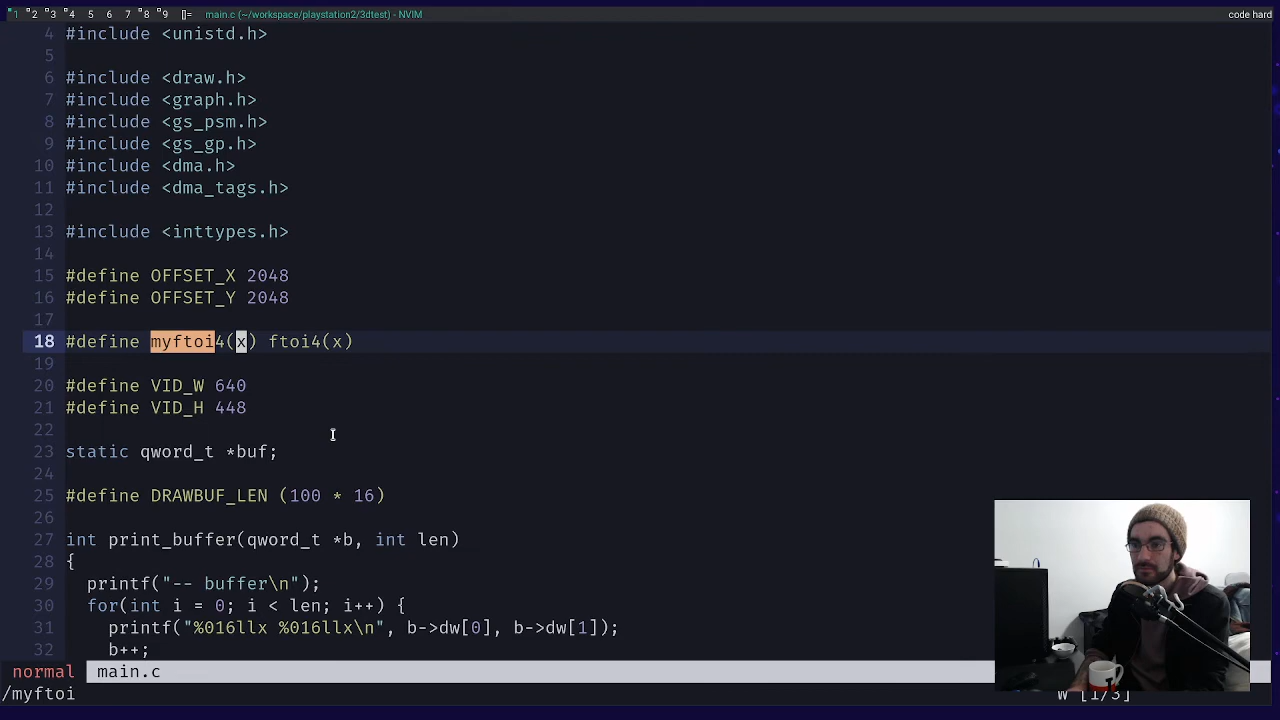 1 2 3 4 5 6 7 8 9 []= main.c (~/workspace/playstation2/3dtest) - NVIM code hard
4 #include <unistd.h>
5
6 #include <draw.h>
7 #include <graph.h>
8 #include <gs_psm.h>
9 #include <gs_gp.h>
10 #include <dma.h>
11 #include <dma_tags.h>
12
13 #include <inttypes.h>
14
15 #define OFFSET_X 2048
16 #define OFFSET_Y 2048
17
18 #define myftoi4(x) ftoi4(x)
19
20 #define VID_W 640
21 #define VID_H 448
22
23 static qword_t *buf;
24
25 #define DRAWBUF_LEN (100 * 16)
26
27 int print_buffer(qword_t *b, int len)
28 {
29 printf("-- buffer\n");
30 for(int i = 0; i < len; i++) {
31 printf("%016llx %016llx\n", b->dw[0], b->dw[1]);
32 b++;
normal main.c
/myftoi W [1/3]